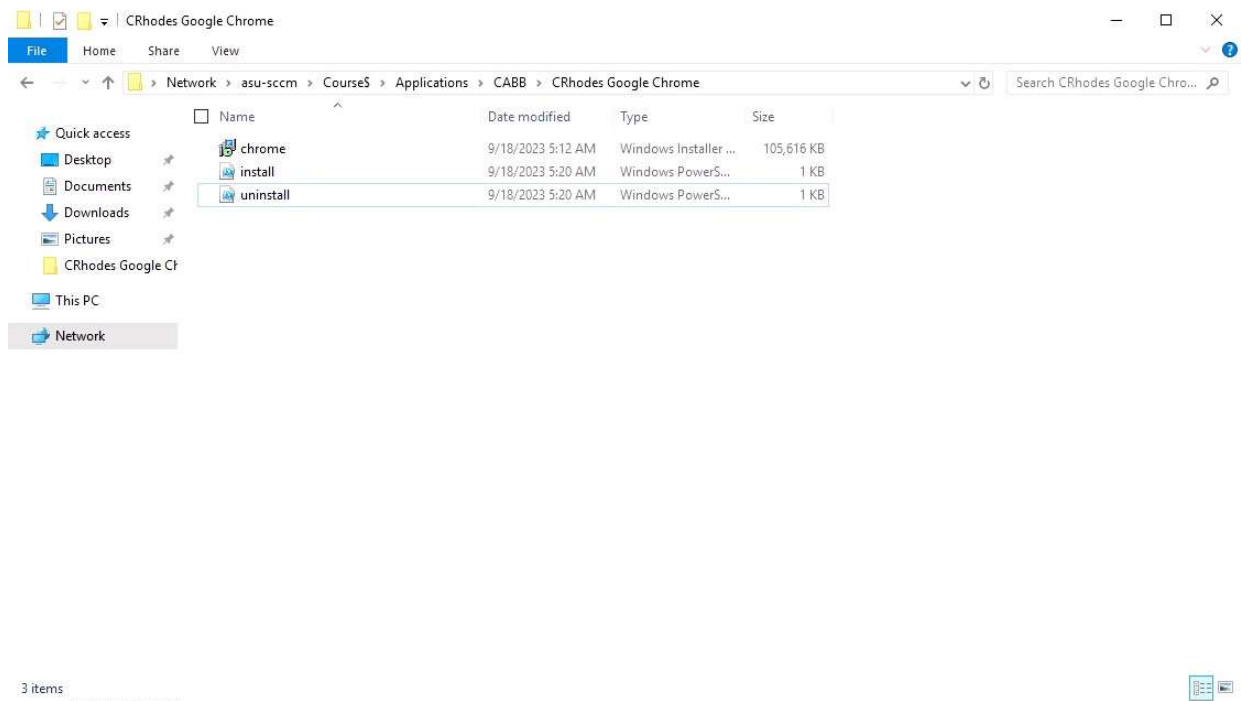 CRhodes Google Chrome
File Home Share View
Network > asu-sccm > Course$ > Applications > CABB > CRhodes Google Chrome Search CRhodes Google Chro...
Name Date modified Type Size
Quick access
Desktop
Documents
Downloads
Pictures
CRhodes Google Ch
This PC
Network
chrome 9/18/2023 5:12 AM Windows Installer ... 105,616 KB
install 9/18/2023 5:20 AM Windows PowerS... 1 KB
uninstall 9/18/2023 5:20 AM Windows PowerS... 1 KB
3 items